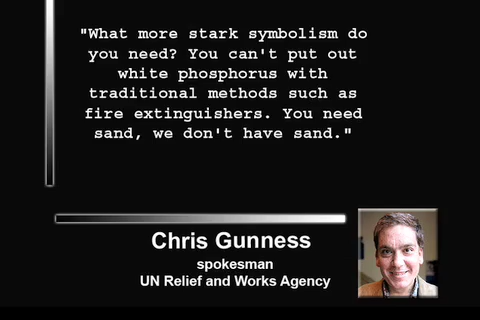 "What more stark symbolism do
you need? You can't put out
white phosphorus with
traditional methods such as
fire extinguishers. You need
sand, we don't have sand."
Chris Gunness
spokesman
UN Relief and Works Agency